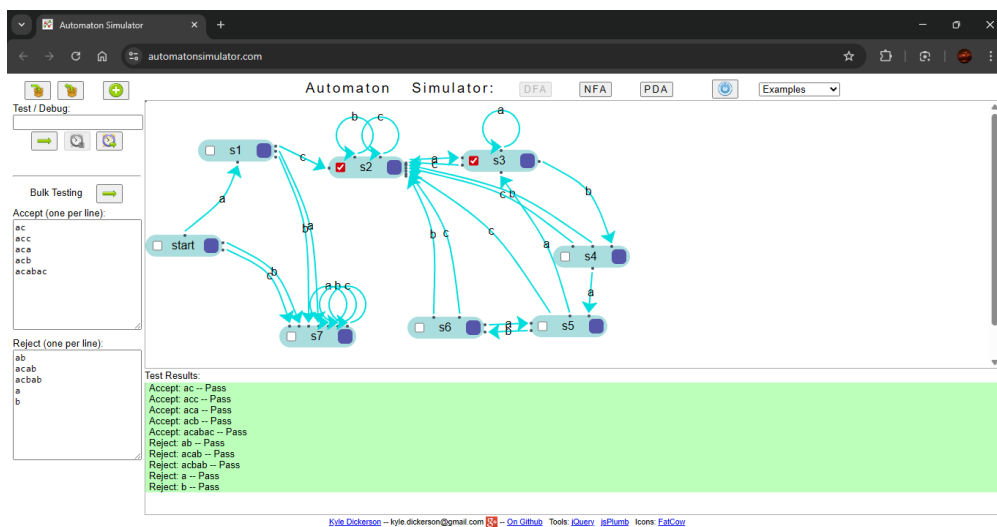 Automaton Simulator
automatonsimulator.com
Automaton Simulator: DFA NFA PDA Examples
Test / Debug:
Bulk Testing
Accept (one per line):
ac
acc
aca
acb
acabac
Reject (one per line):
ab
acab
acbab
a
b
b c a
s1 c s2 a c s3
a b
c b
start b a b c c a s4
c b
a b c a
s7 s6 a b s5
Test Results:
Accept: ac -- Pass
Accept: acc -- Pass
Accept: aca -- Pass
Accept: acb -- Pass
Accept: acabac -- Pass
Reject: ab -- Pass
Reject: acab -- Pass
Reject: acbab -- Pass
Reject: a -- Pass
Reject: b -- Pass
Kyle Dickerson -- kyle.dickerson@gmail.com g+ -- On Github Tools: jQuery jsPlumb Icons: FatCow